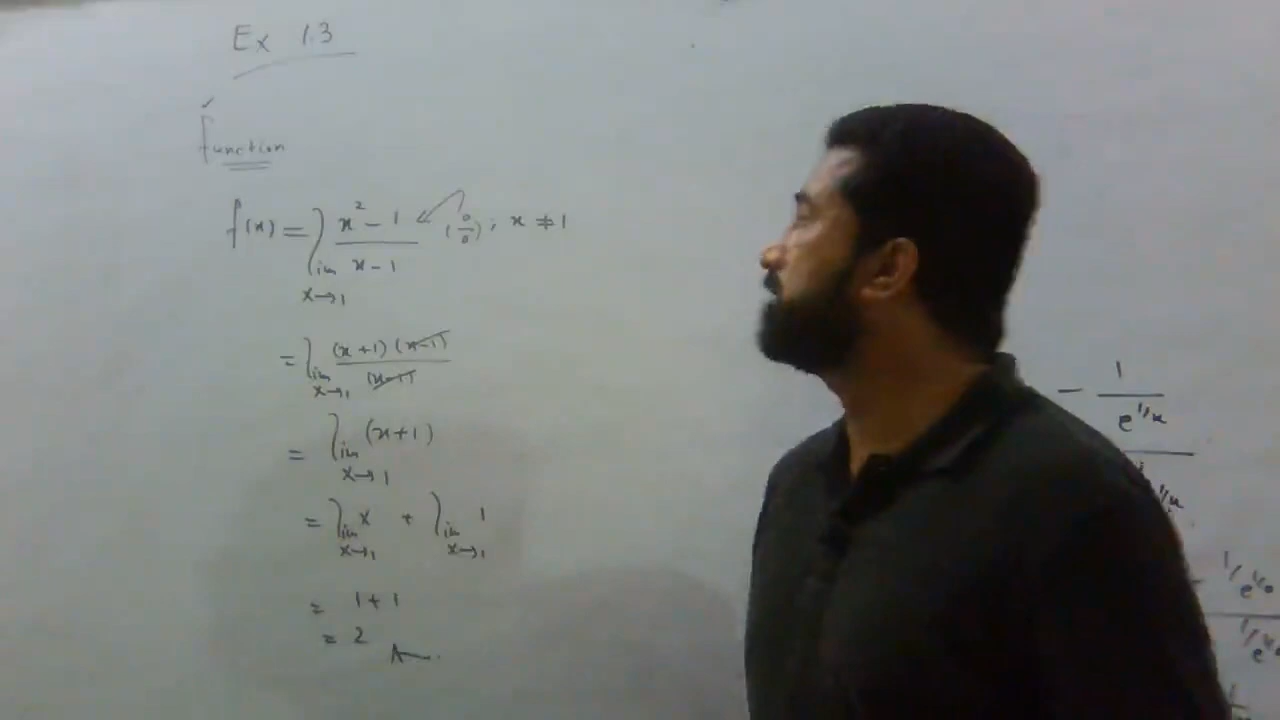 Ex 1.3
function
f(x) = lim x→1 x² - 1 / x - 1 (0/0), x ≠ 1
= lim x→1 (x+1)(x-1) / (x-1)
= lim x→1 (x+1)
= lim x→1 x + lim x→1 1
= 1 + 1
= 2
- 1 / e^1/x